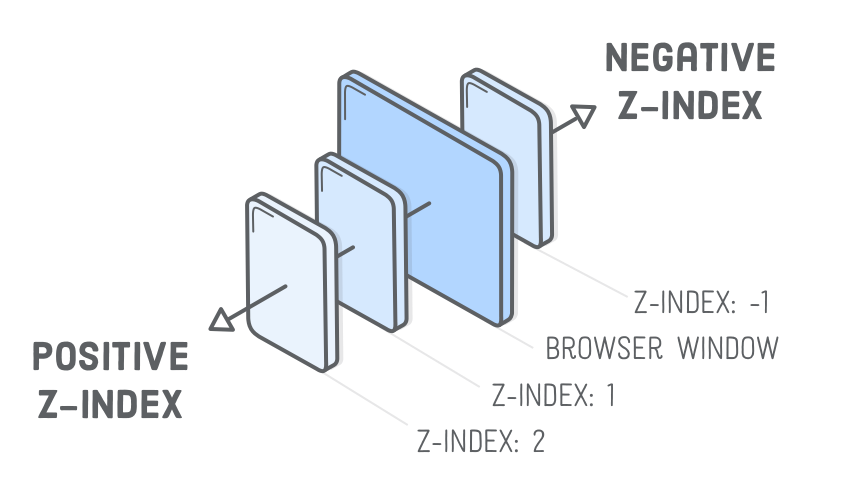 NEGATIVE
Z-INDEX
Z-INDEX: -1
BROWSER WINDOW
POSITIVE
Z-INDEX
Z-INDEX: 1
Z-INDEX: 2